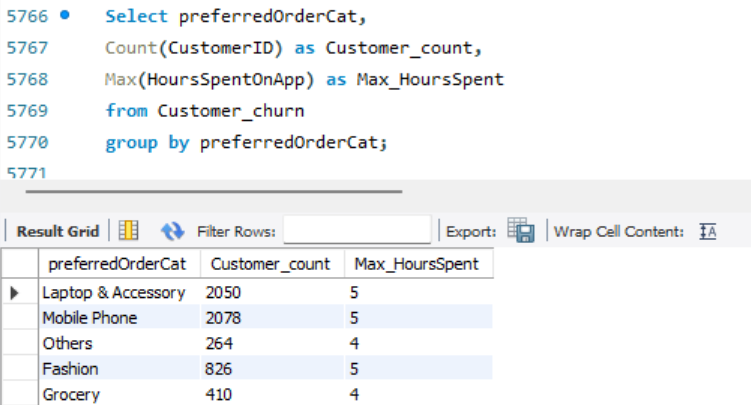 5766 Select preferredOrderCat,
5767 Count(CustomerID) as Customer_count,
5768 Max(HoursSpentOnApp) as Max_HoursSpent
5769 from Customer_churn
5770 group by preferredOrderCat;
5771
Result Grid Filter Rows: Export: Wrap Cell Content: IA
preferredOrderCat Customer_count Max_HoursSpent
Laptop & Accessory 2050 5
Mobile Phone 2078 5
Others 264 4
Fashion 826 5
Grocery 410 4